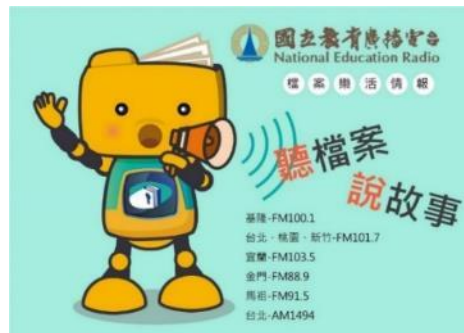 國立教育廣播電台
National Education Radio
檔案樂活情報
聽檔案
說故事
基隆-FM100.1
台北、桃園、新竹-FM101.7
宜蘭-FM103.5
金門-FM88.9
馬祖-FM91.5
台北-AM1494